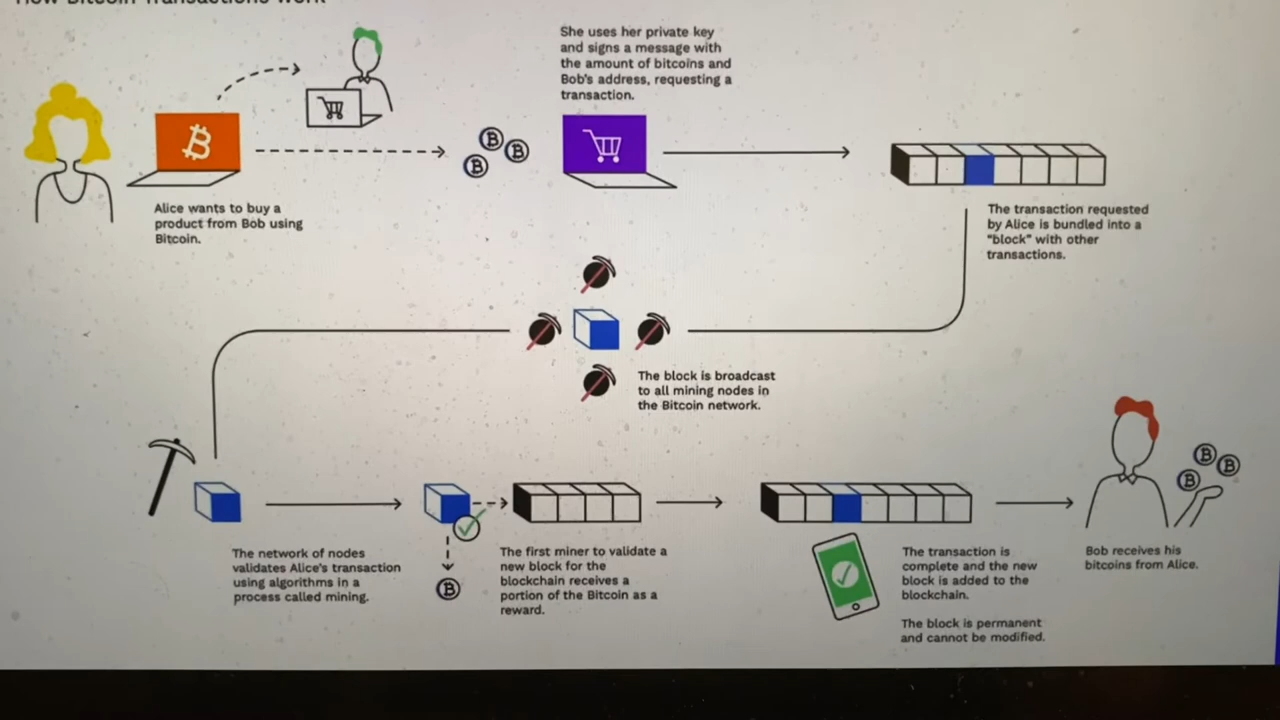 How Bitcoin Transactions work
She uses her private key
and signs a message with
the amount of bitcoins and
Bob's address, requesting a
transaction.
Alice wants to buy a
product from Bob using
Bitcoin.
The transaction requested
by Alice is bundled into a
"block" with other
transactions.
The block is broadcast
to all mining nodes in
the Bitcoin network.
The network of nodes
validates Alice's transaction
using algorithms in a
process called mining.
The first miner to validate a
new block for the
blockchain receives a
portion of the Bitcoin as a
reward.
The transaction is
complete and the new
block is added to the
blockchain.
The block is permanent
and cannot be modified.
Bob receives his
bitcoins from Alice.